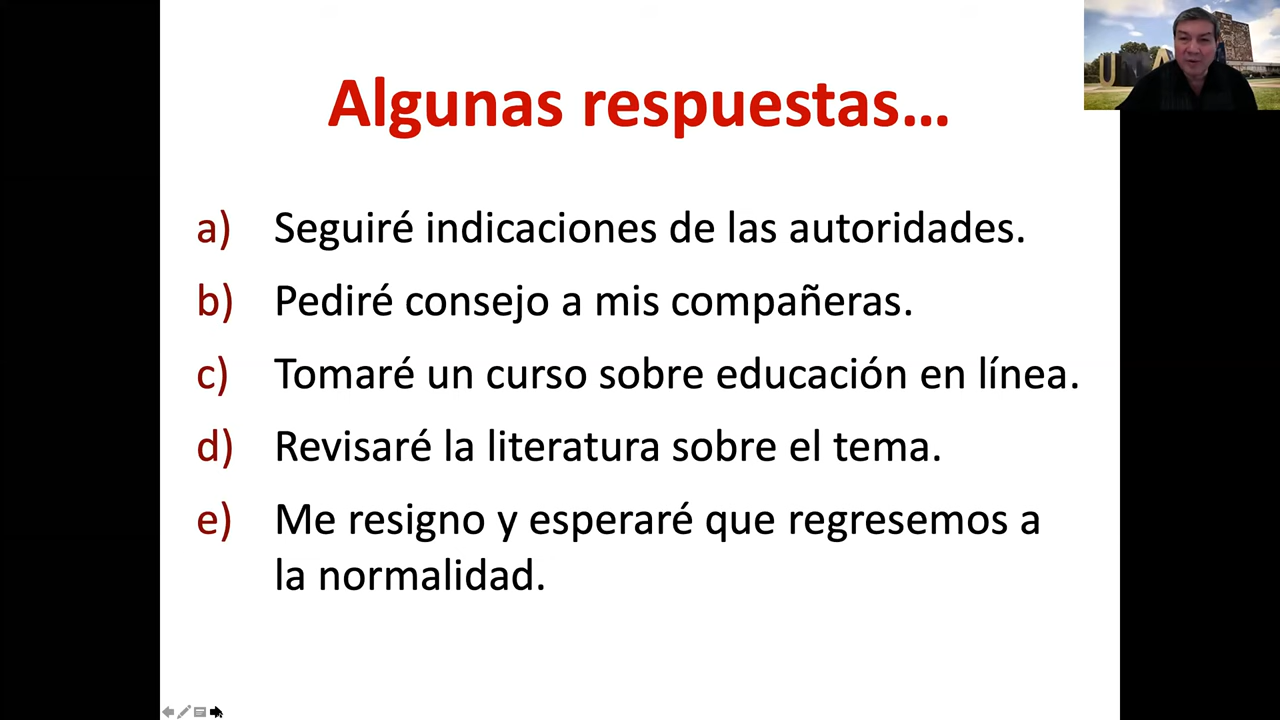 Algunas respuestas...
a) Seguiré indicaciones de las autoridades.
b) Pediré consejo a mis compañeras.
c) Tomaré un curso sobre educación en línea.
d) Revisaré la literatura sobre el tema.
e) Me resigno y esperaré que regresemos a
la normalidad.